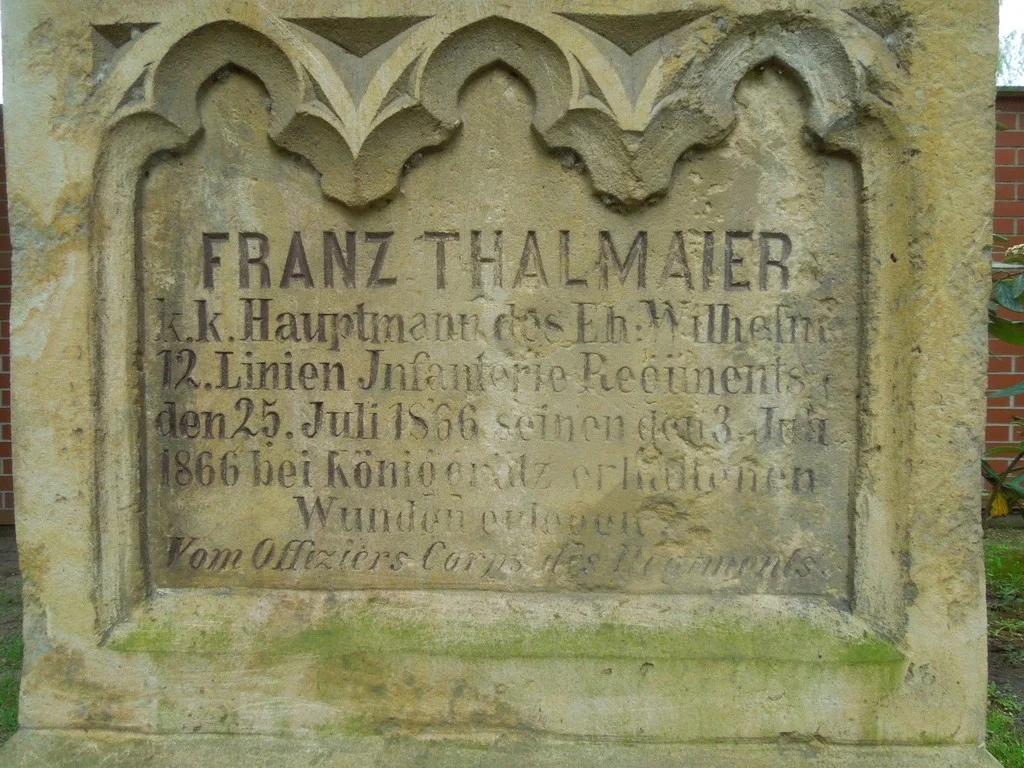 FRANZ THALMAIER
k.k. Hauptmann des Eh: Wilhelm
12. Linien Infanterie Regiments,
den 25. Juli 1866 seinen den 3. Juli
1866 bei Königgrätz erhaltenen
Wunden erlegen.
Vom Offiziers Corps des Regiments.